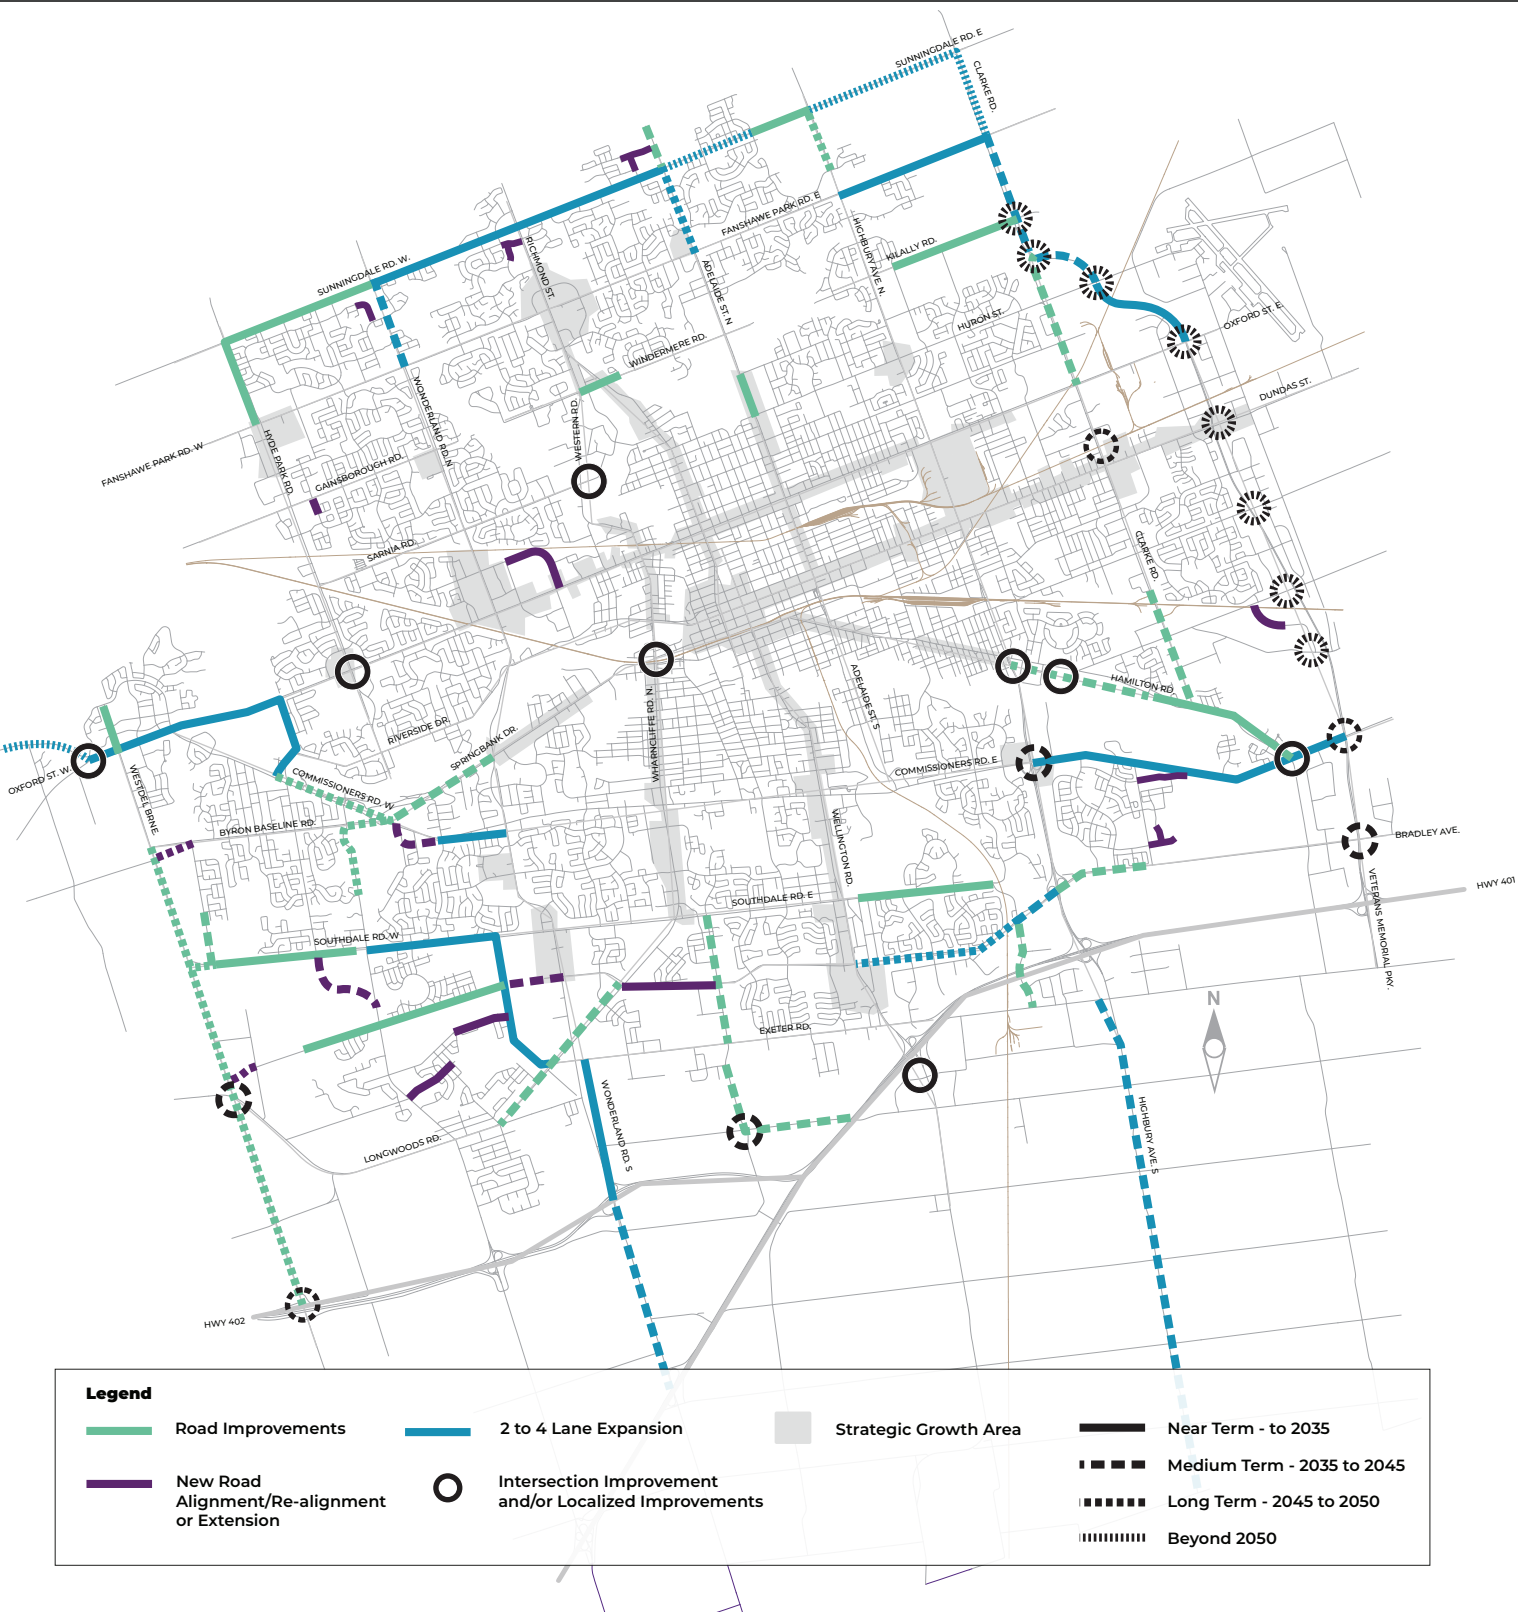 SUNNINGDALE RD. E
CLARKE RD.
FANSHAWE PARK RD. E
HIGHBURY AVE. N.
KILALLY RD.
SUNNINGDALE RD. W.
RICHMOND ST.
ADELAIDE ST. N
HURON ST.
OXFORD ST. E.
WINDERMERE RD.
DUNDAS ST.
WONDERLAND RD. N
WESTERN RD.
HYDE PARK RD.
FANSHAWE PARK RD. W
GAINSBOROUGH RD.
SARNIA RD.
CLARKE RD.
ADELAIDE ST. S
HAMILTON RD.
RIVERSIDE DR.
SPRINGBANK DR.
WHARNCLIFFE RD. N.
COMMISSIONERS RD. E
OXFORD ST. W.
WESTDEL BRNE.
COMMISSIONERS RD. W
BYRON BASELINE RD.
WELLINGTON RD.
BRADLEY AVE.
HWY 401
VETERANS MEMORIAL PKY.
SOUTHDALE RD. E
SOUTHDALE RD. W
EXETER RD.
N
WONDERLAND RD. S
HIGHBURY AVE. S
LONGWOODS RD.
HWY 402
Legend
Road Improvements
2 to 4 Lane Expansion
Strategic Growth Area
Near Term - to 2035
Medium Term - 2035 to 2045
New Road
Alignment/Re-alignment
or Extension
Intersection Improvement
and/or Localized Improvements
Long Term - 2045 to 2050
Beyond 2050